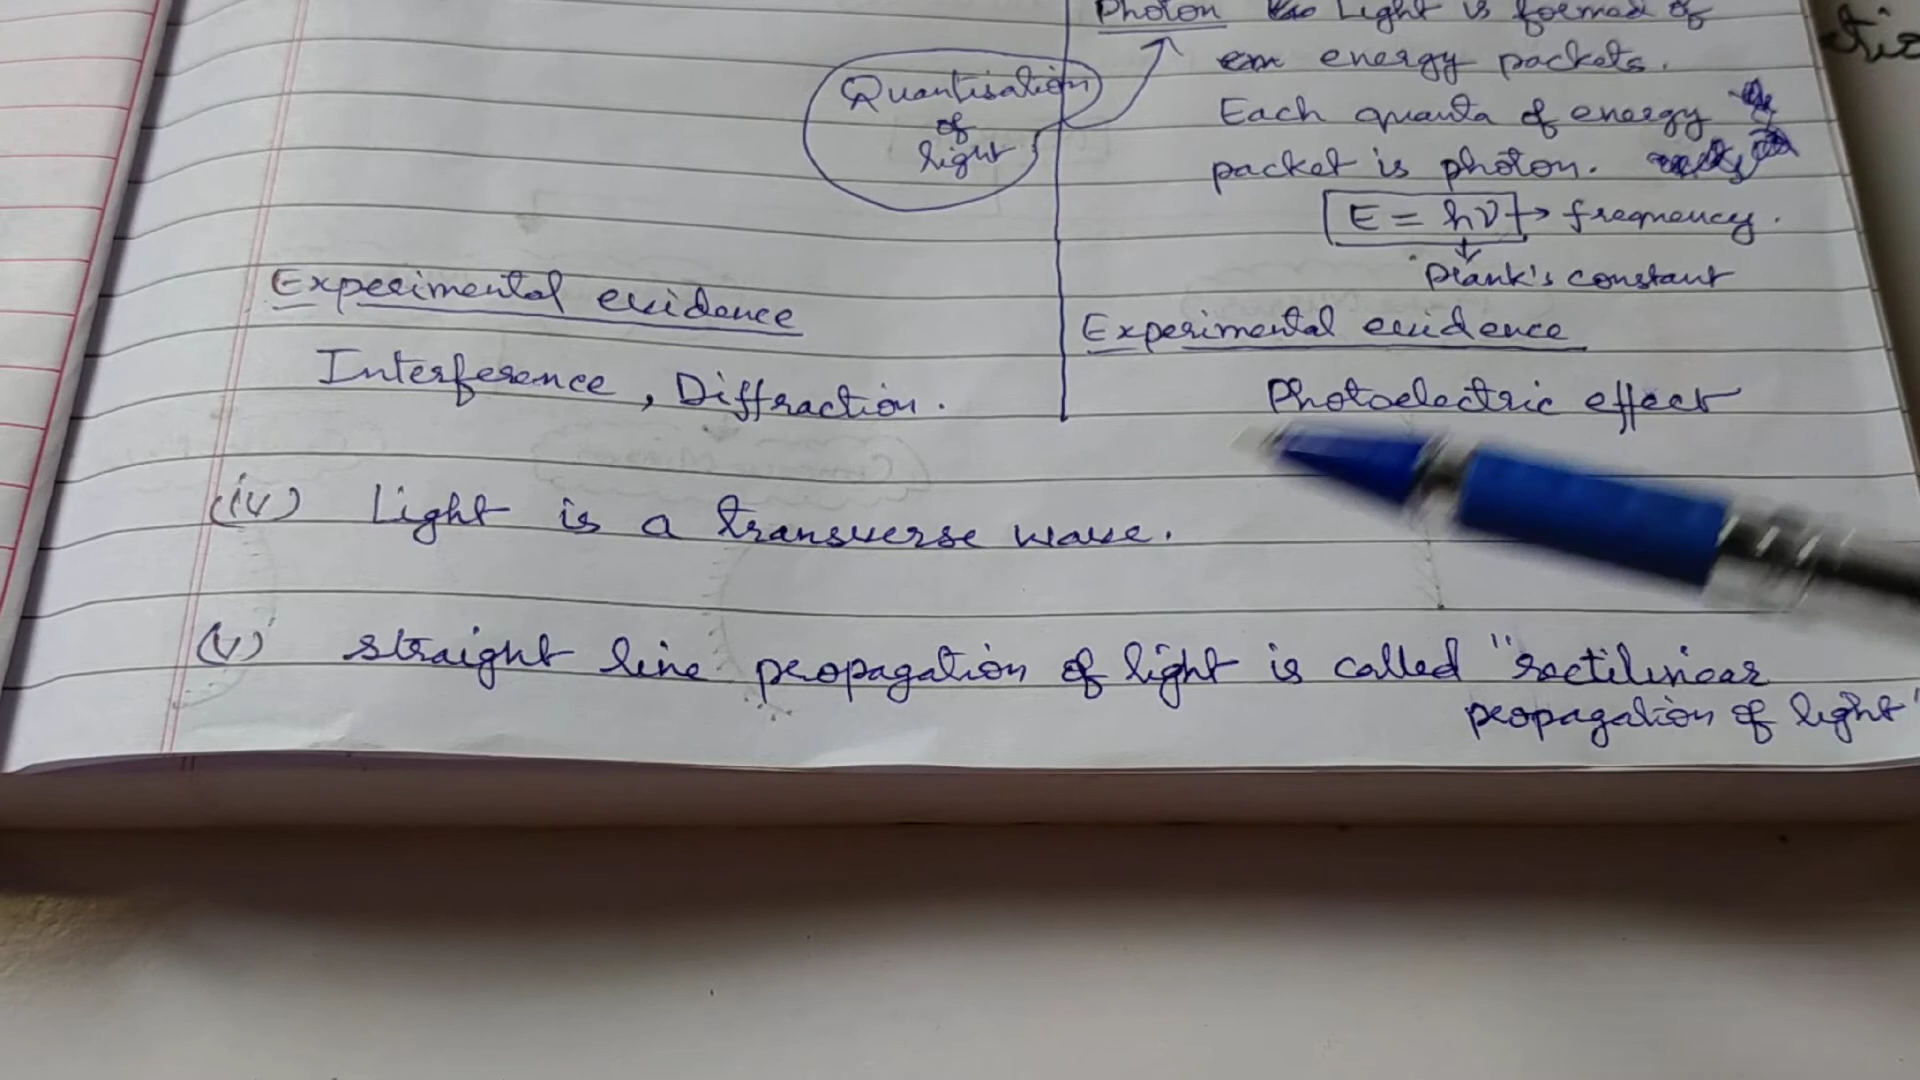 Photon Light is formed of
energy packets.
Quantisation
of
light
Each quanta of energy
packet is photon.
E = hν → frequency.
Plank's constant
Experimental evidence
Interference, Diffraction.
Experimental evidence
Photoelectric effect
(iv) Light is a transverse wave.
(v) straight line propagation of light is called "rectilinear
propagation of light"